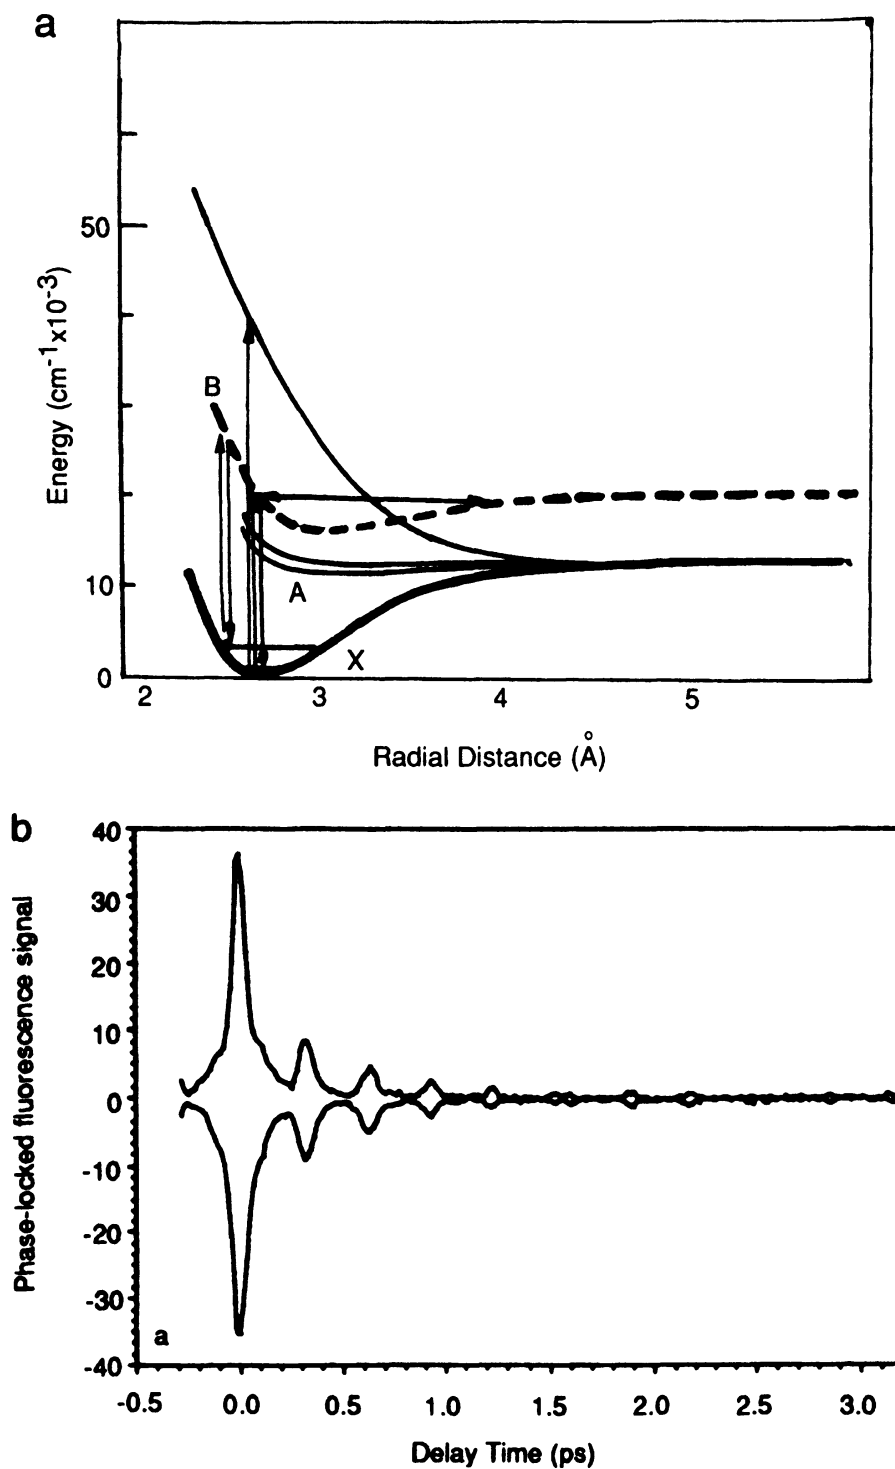 a
50
10
0
Energy (cm⁻¹x10⁻³)
B
A
X
2 3 4 5
Radial Distance (Å)
b
40
30
20
10
0
-10
-20
-30
-40
Phase-locked fluorescence signal
a
-0.5 0.0 0.5 1.0 1.5 2.0 2.5 3.0
Delay Time (ps)